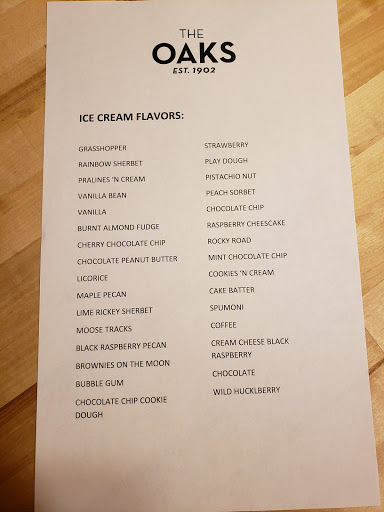 THE
OAKS
EST. 1902
ICE CREAM FLAVORS:
GRASSHOPPER
RAINBOW SHERBET
PRALINES 'N CREAM
VANILLA BEAN
VANILLA
BURNT ALMOND FUDGE
CHERRY CHOCOLATE CHIP
CHOCOLATE PEANUT BUTTER
LICORICE
MAPLE PECAN
LIME RICKEY SHERBET
MOOSE TRACKS
BLACK RASPBERRY PECAN
BROWNIES ON THE MOON
BUBBLE GUM
CHOCOLATE CHIP COOKIE
DOUGH
STRAWBERRY
PLAY DOUGH
PISTACHIO NUT
PEACH SORBET
CHOCOLATE CHIP
RASPBERRY CHEESCAKE
ROCKY ROAD
MINT CHOCOLATE CHIP
COOKIES 'N CREAM
CAKE BATTER
SPUMONI
COFFEE
CREAM CHEESE BLACK
RASPBERRY
CHOCOLATE
WILD HUCKLBERRY